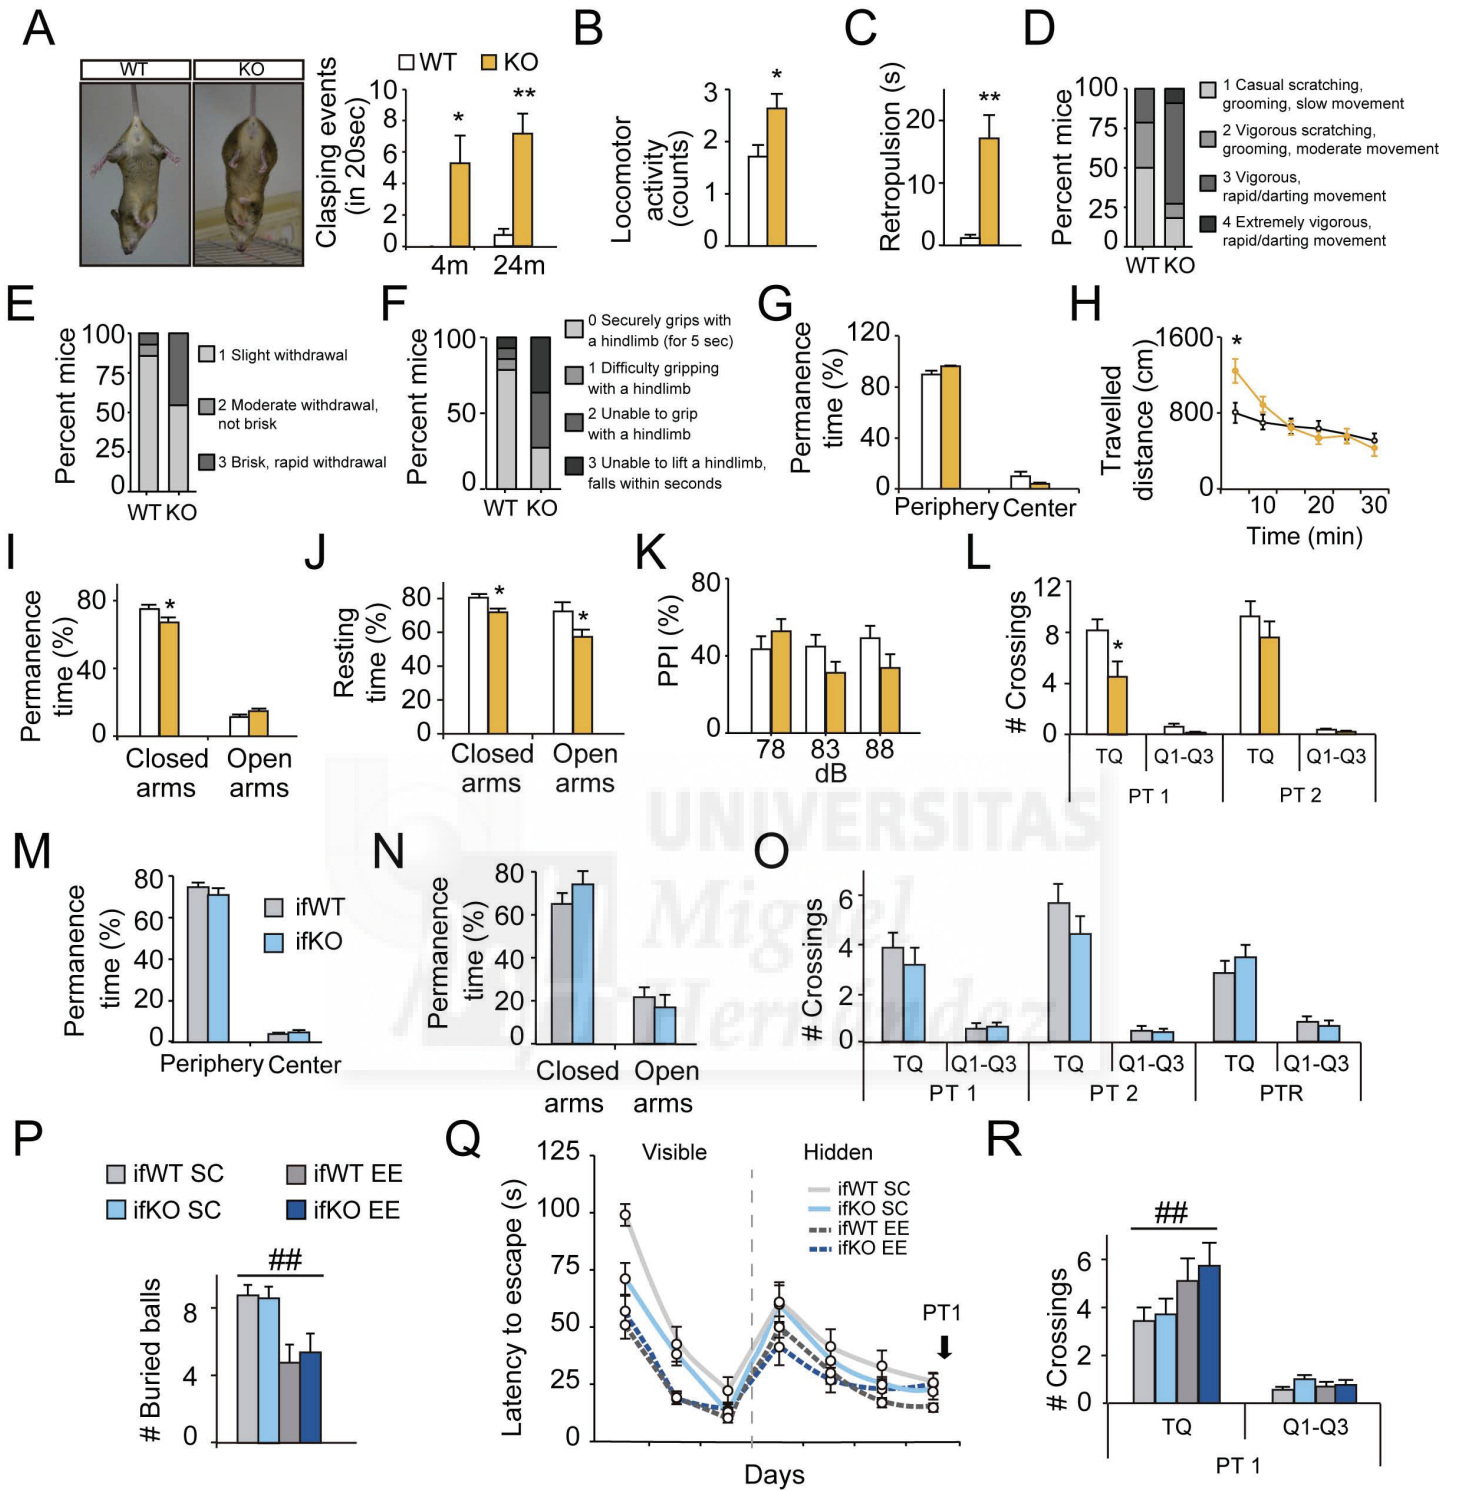 A
WT
KO
Clasping events
(in 20sec)
WT KO
10
8
6
4
2
0
*
**
4m 24m
B
Locomotor
activity
(counts)
3
2
1
0
*
C
Retropulsion (s)
20
10
0
**
D
Percent mice
100
75
50
25
0
WT KO
1 Casual scratching,
grooming, slow movement
2 Vigorous scratching,
grooming, moderate movement
3 Vigorous,
rapid/darting movement
4 Extremely vigorous,
rapid/darting movement
E
Percent mice
100
75
50
25
0
WT KO
1 Slight withdrawal
2 Moderate withdrawal,
not brisk
3 Brisk, rapid withdrawal
F
Percent mice
100
50
0
WT KO
0 Securely grips with
a hindlimb (for 5 sec)
1 Difficulty gripping
with a hindlimb
2 Unable to grip
with a hindlimb
3 Unable to lift a hindlimb,
falls within seconds
G
Permanence
time (%)
120
80
40
0
Periphery Center
H
Travelled
distance (cm)
1600
800
0
*
10 20 30
Time (min)
I
Permanence
time (%)
80
40
0
*
Closed
arms
Open
arms
J
Resting
time (%)
80
60
40
20
0
*
*
Closed
arms
Open
arms
K
PPI (%)
80
40
0
78 83 88
dB
L
# Crossings
12
8
4
0
*
TQ Q1-Q3 TQ Q1-Q3
PT 1 PT 2
UNIVERSITAS
Miguel
Hernández
M
Permanence
time (%)
80
60
40
20
0
ifWT
ifKO
Periphery Center
N
Permanence
time (%)
80
60
40
20
0
Closed
arms
Open
arms
O
# Crossings
6
4
2
0
TQ Q1-Q3 TQ Q1-Q3 TQ Q1-Q3
PT 1 PT 2 PTR
P
ifWT SC ifWT EE
ifKO SC ifKO EE
# Buried balls
8
4
0
##
Q
Latency to escape (s)
125
100
75
50
25
0
Visible Hidden
ifWT SC
ifKO SC
ifWT EE
ifKO EE
PT1
Days
R
# Crossings
6
4
2
0
##
TQ Q1-Q3
PT 1